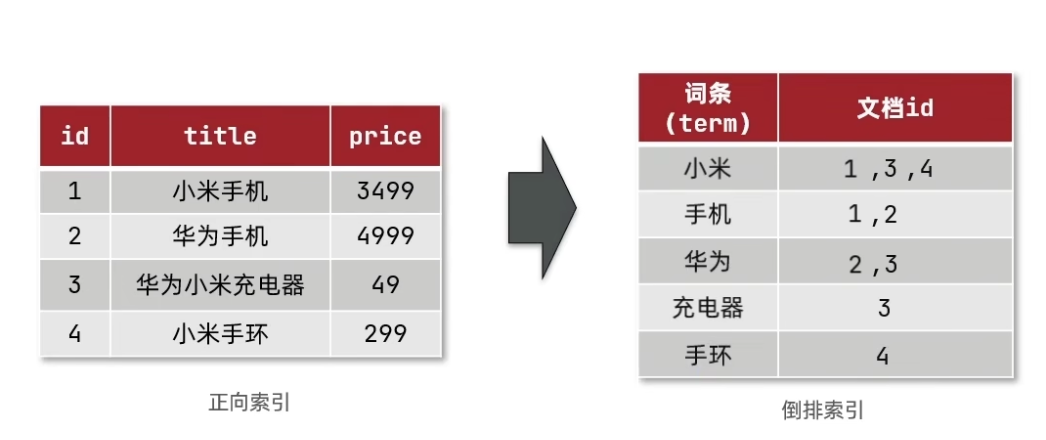 id title price
1 小米手机 3499
2 华为手机 4999
3 华为小米充电器 49
4 小米手环 299
正向索引
词条
(term) 文档id
小米 1 ,3 ,4
手机 1 ,2
华为 2 ,3
充电器 3
手环 4
倒排索引